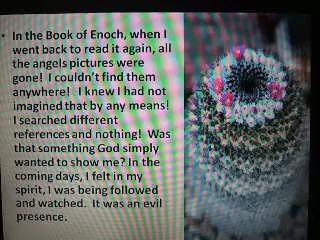 • In the Book of Enoch, when I
went back to read it again, all
the angels pictures were
gone! I couldn't find them
anywhere! I knew I had not
imagined that by any means!
I searched different
references and nothing! Was
that something God simply
wanted to show me? In the
coming days, I felt in my
spirit, I was being followed
and watched. It was an evil
presence.